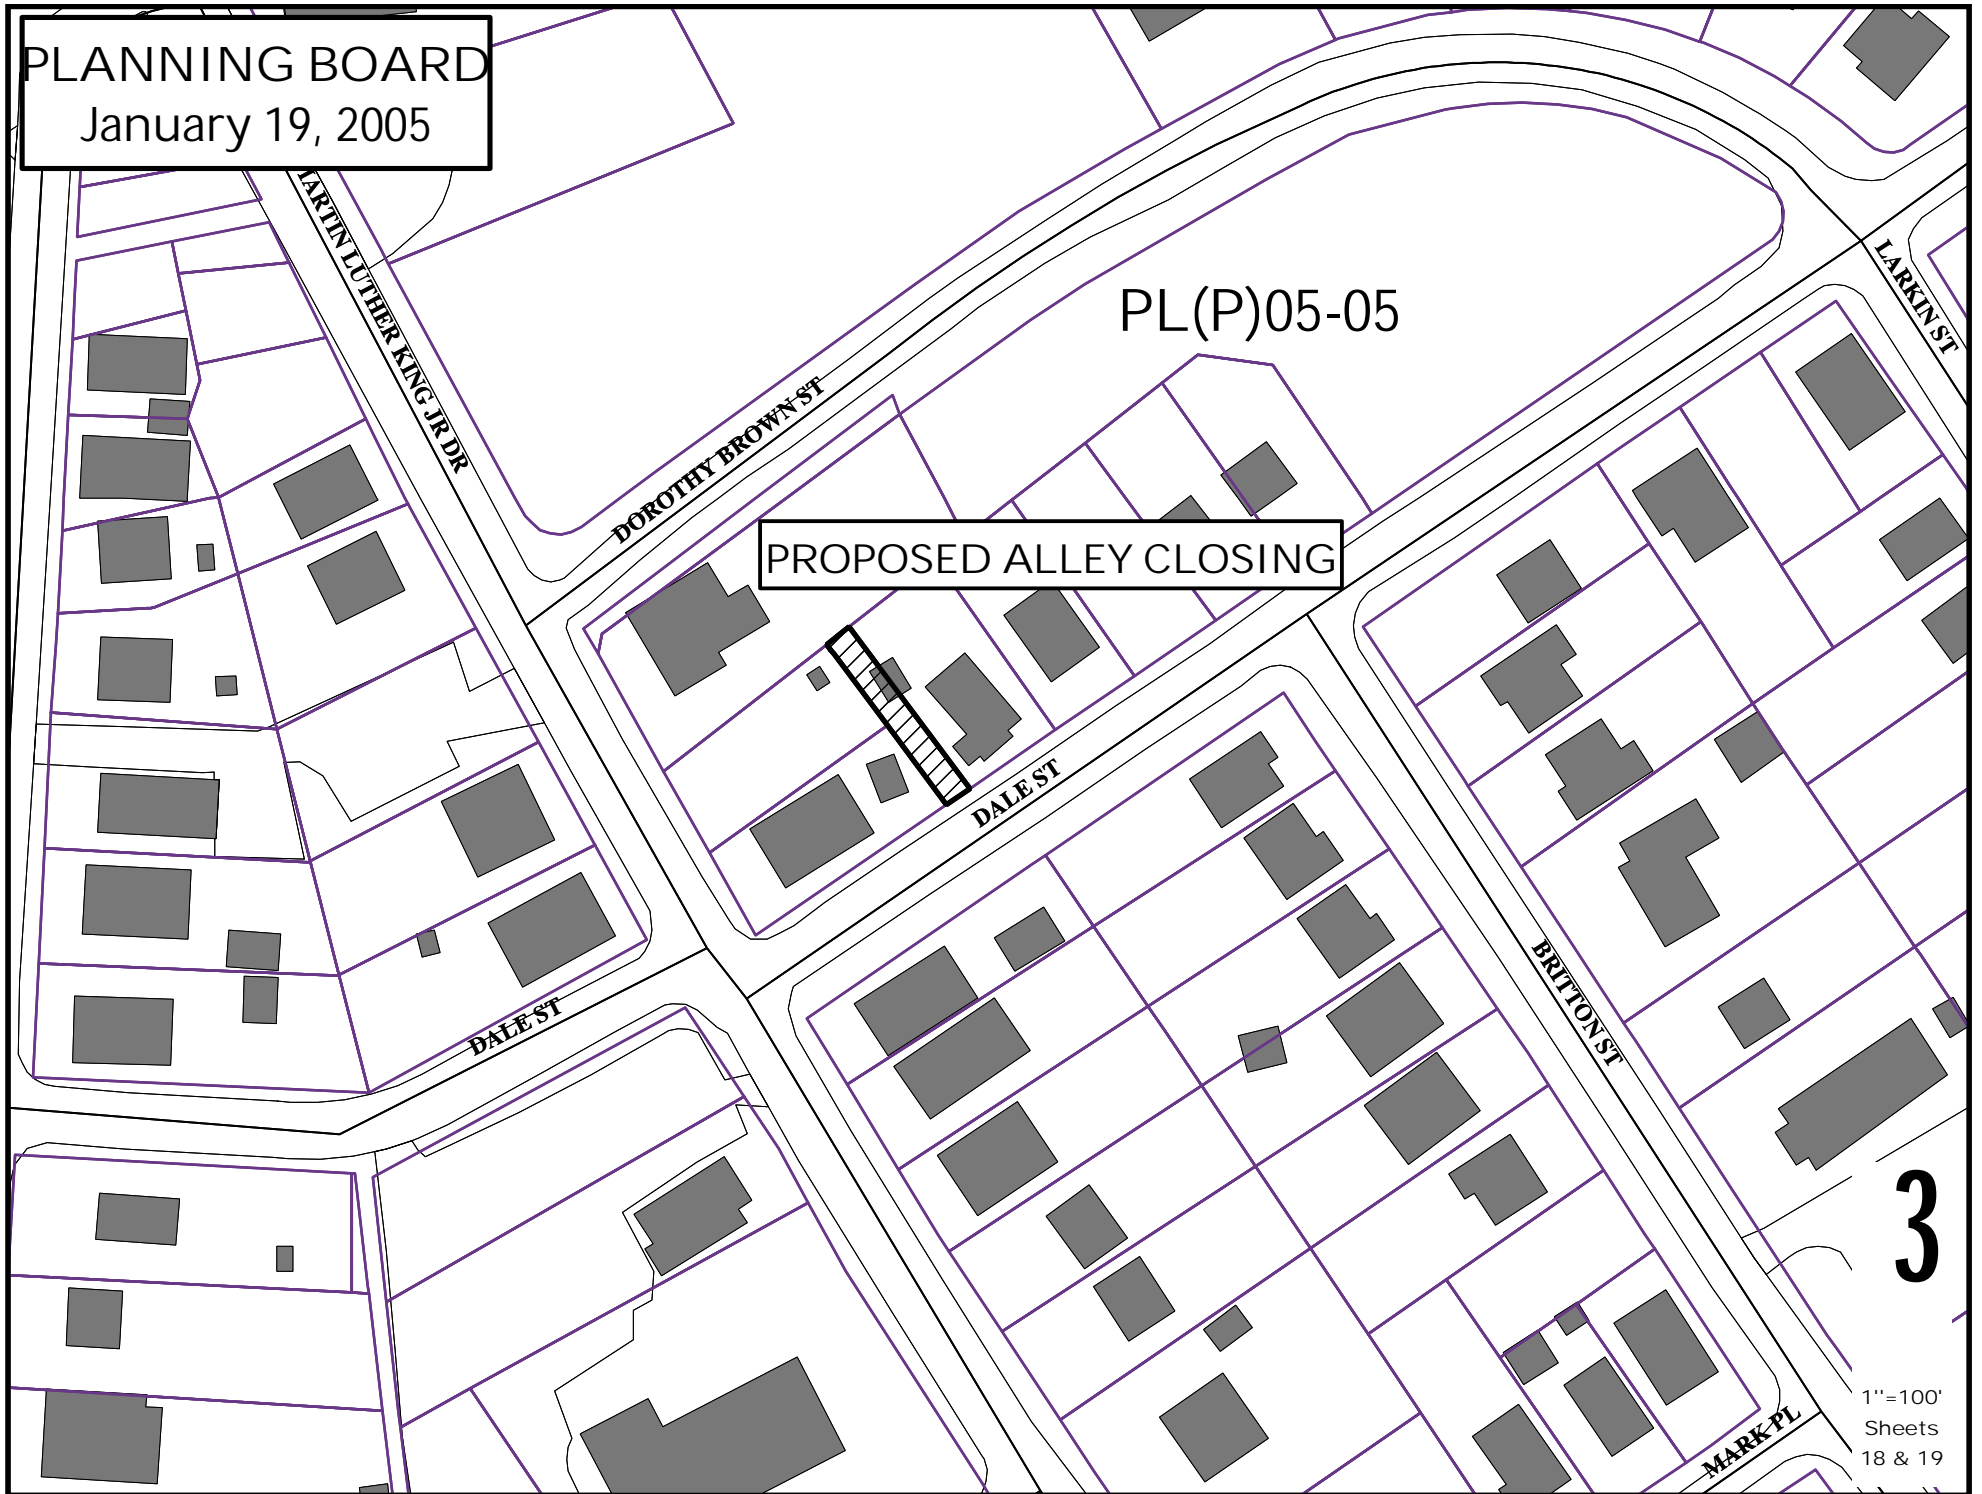 PLANNING BOARD
January 19, 2005
MARTIN LUTHER KING JR DR
LARKIN ST
PL(P)05-05
DOROTHY BROWN ST
PROPOSED ALLEY CLOSING
DALE ST
BRITTON ST
DALE ST
3
1''=100'
Sheets
18 & 19
MARK PL